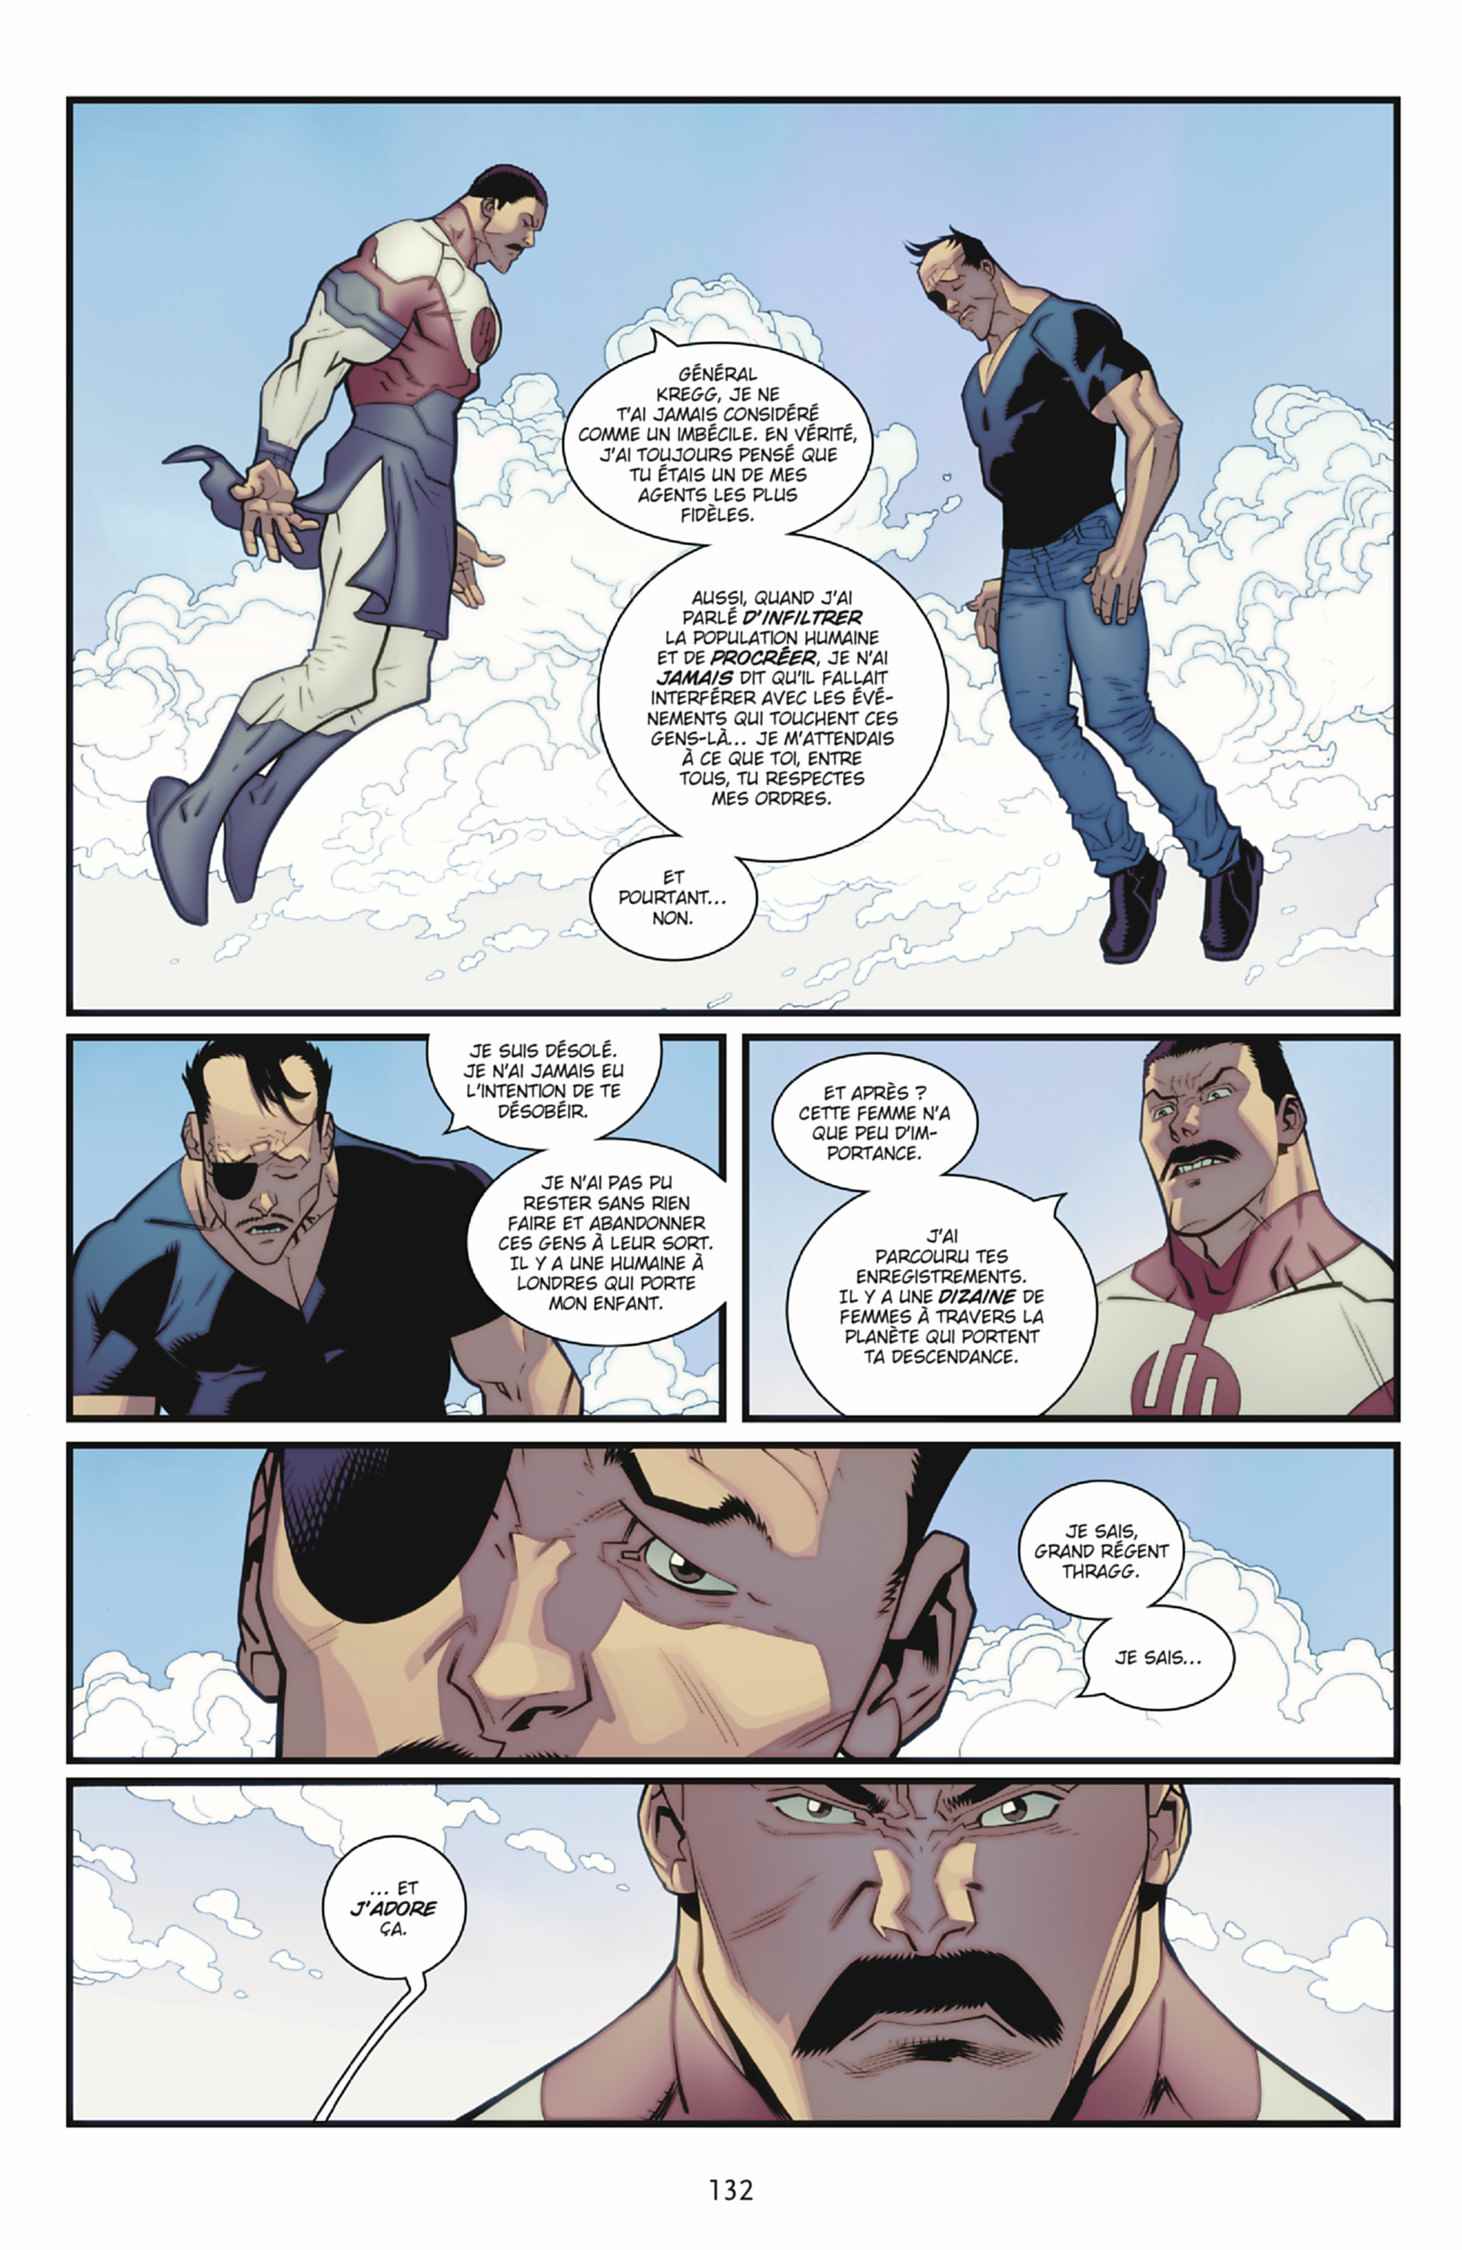 GÉNÉRAL
KREGG, JE NE
T'AI JAMAIS CONSIDÉRÉ
COMME UN IMBÉCILE. EN VÉRITÉ,
J'AI TOUJOURS PENSÉ QUE
TU ÉTAIS UN DE MES
AGENTS LES PLUS
FIDÈLES.
AUSSI, QUAND J'AI
PARLÉ D'INFILTRER
LA POPULATION HUMAINE
ET DE PROCRÉER, JE N'AI
JAMAIS DIT QU'IL FALLAIT
INTERFÉRER AVEC LES ÉVÉ-
NEMENTS QUI TOUCHENT CES
GENS-LÀ... JE M'ATTENDAIS
À CE QUE TOI, ENTRE
TOUS, TU RESPECTES
MES ORDRES.
ET
POURTANT...
NON.
JE SUIS DÉSOLÉ.
JE N'AI JAMAIS EU
L'INTENTION DE TE
DÉSOBÉIR.
JE N'AI PAS PU
RESTER SANS RIEN
FAIRE ET ABANDONNER
CES GENS À LEUR SORT.
IL Y A UNE HUMAINE À
LONDRES QUI PORTE
MON ENFANT.
ET APRÈS ?
CETTE FEMME N'A
QUE PEU D'IM-
PORTANCE.
J'AI
PARCOURU TES
ENREGISTREMENTS.
IL Y A UNE DIZAINE DE
FEMMES À TRAVERS LA
PLANÈTE QUI PORTENT
TA DESCENDANCE.
JE SAIS,
GRAND RÉGENT
THRAGG.
JE SAIS...
... ET
J'ADORE
ÇA.
132